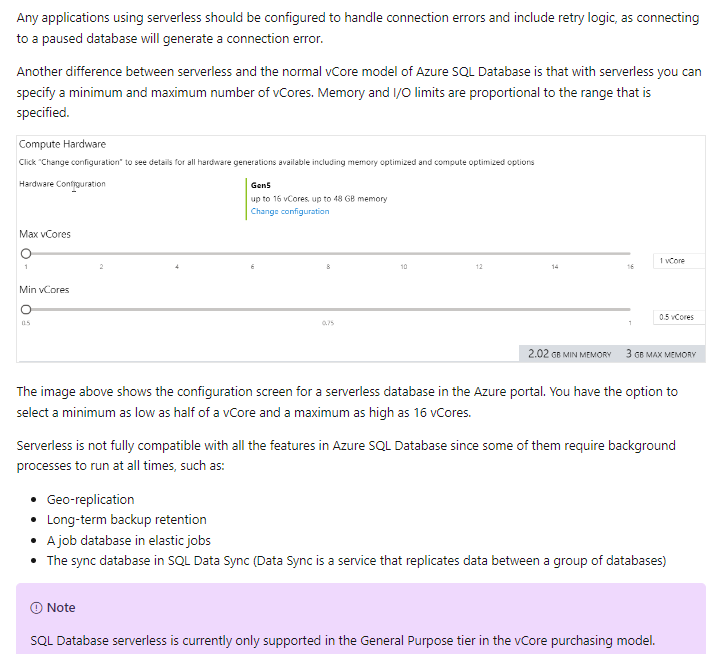 Any applications using serverless should be configured to handle connection errors and include retry logic, as connecting
to a paused database will generate a connection error.
Another difference between serverless and the normal vCore model of Azure SQL Database is that with serverless you can
specify a minimum and maximum number of vCores. Memory and I/O limits are proportional to the range that is
specified.
Compute Hardware
Click "Change configuration" to see details for all hardware generations available including memory optimized and compute optimized options
Hardware Configuration
Gen5
up to 16 vCores, up to 48 GB memory
Change configuration
Max vCores
1 vCore
1 2 4 6 8 10 12 14 16
Min vCores
0.5 vCores
0.5 0.75 1
2.02 GB MIN MEMORY 3 GB MAX MEMORY
The image above shows the configuration screen for a serverless database in the Azure portal. You have the option to
select a minimum as low as half of a vCore and a maximum as high as 16 vCores.
Serverless is not fully compatible with all the features in Azure SQL Database since some of them require background
processes to run at all times, such as:
• Geo-replication
• Long-term backup retention
• A job database in elastic jobs
• The sync database in SQL Data Sync (Data Sync is a service that replicates data between a group of databases)
Note
SQL Database serverless is currently only supported in the General Purpose tier in the vCore purchasing model.